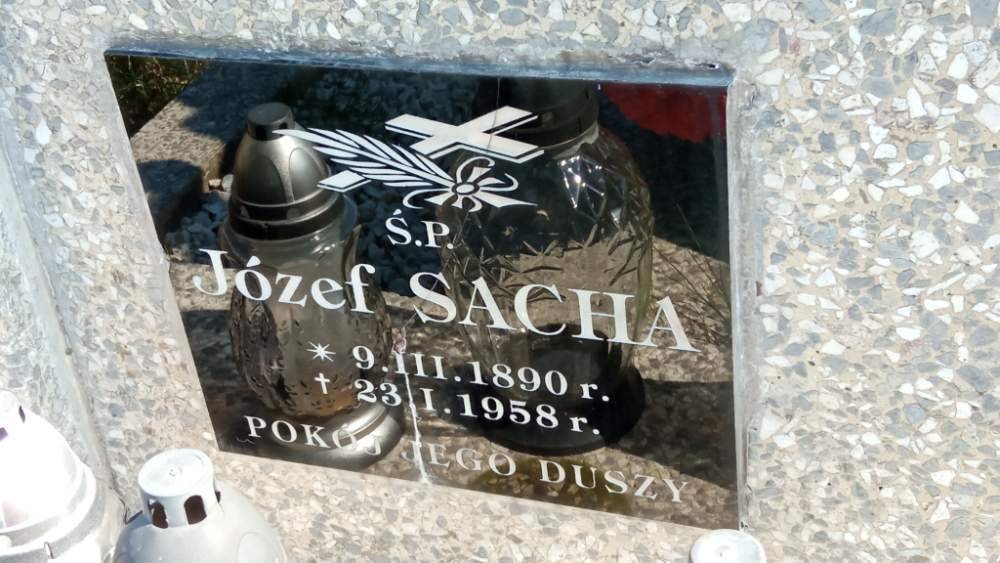 Ś.P.
Józef SACHA
* 9.III.1890 r.
† 23.I.1958 r.
POKÓJ JEGO DUSZY